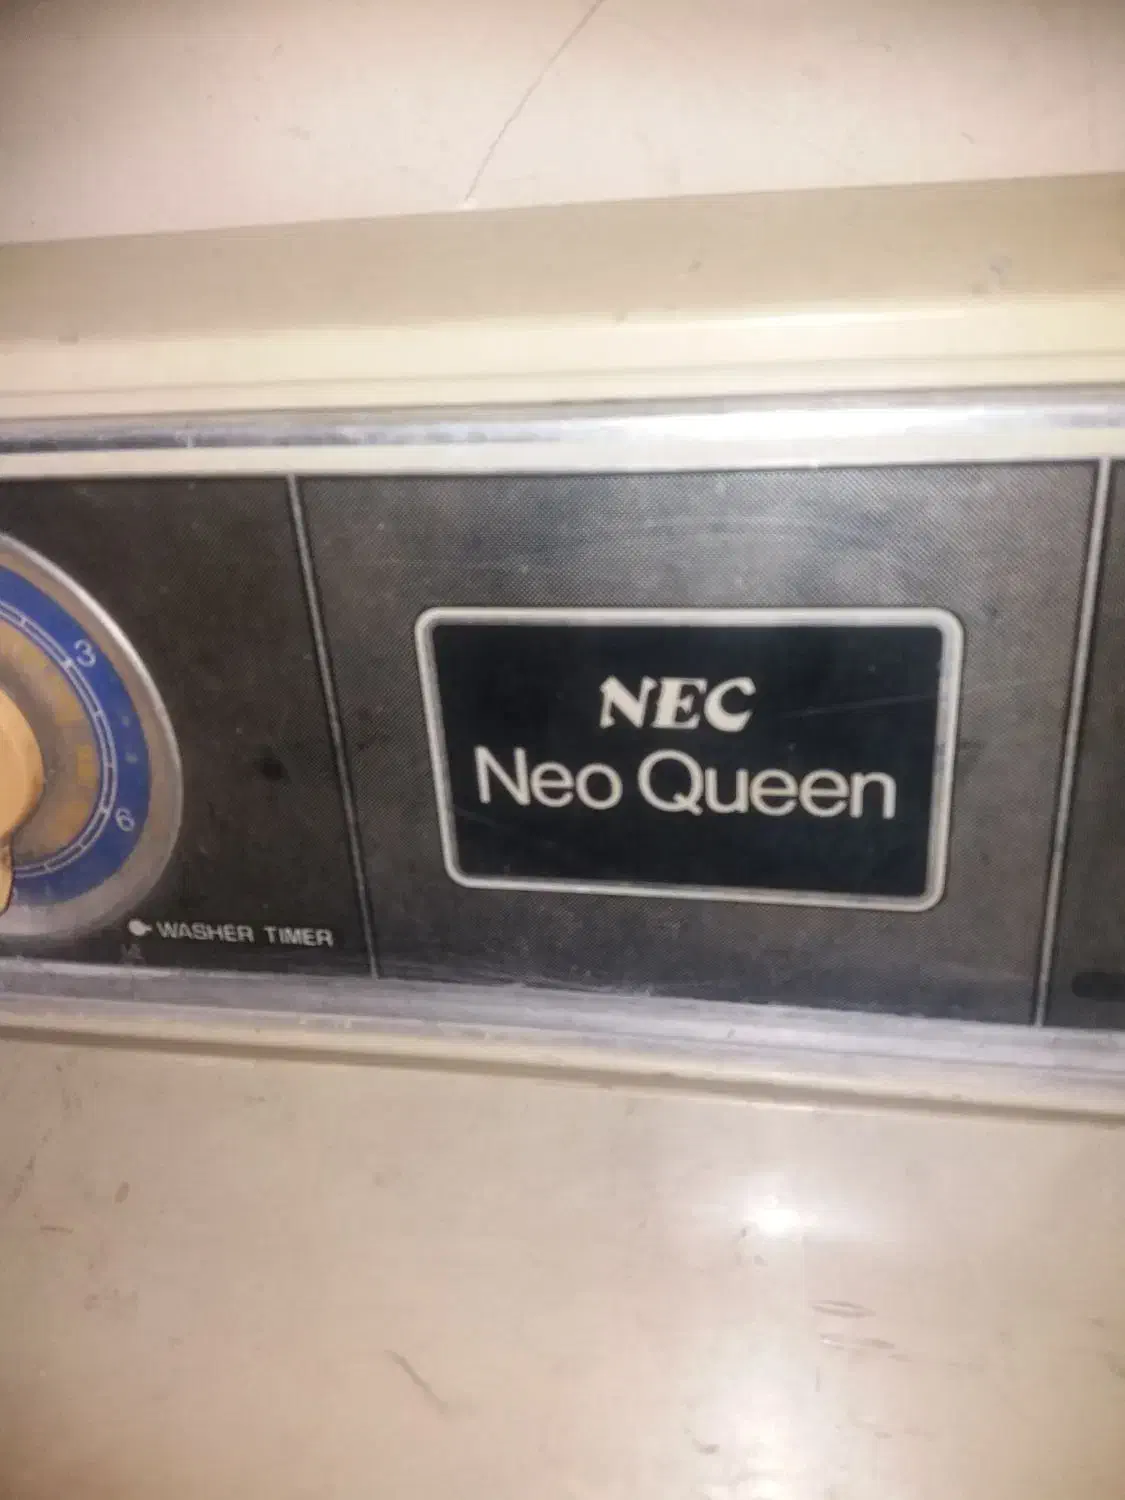 NEC
Neo Queen
3
6
WASHER TIMER